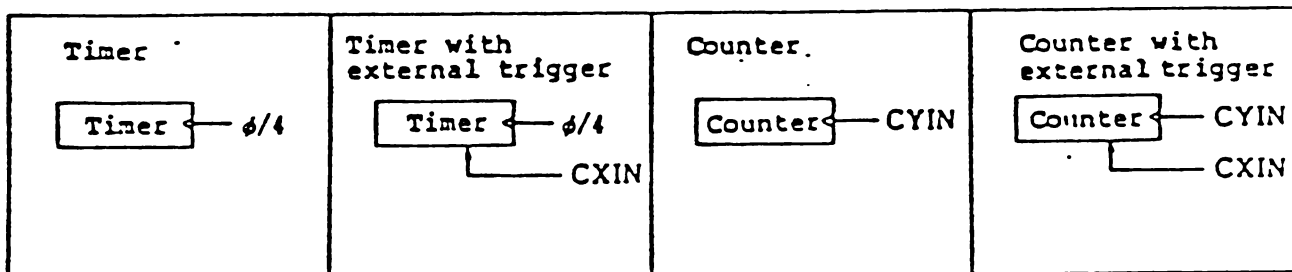 Timer
Timer ϕ/4
Timer with
external trigger
Timer ϕ/4
CXIN
Counter
Counter CYIN
Counter with
external trigger
Counter CYIN
CXIN